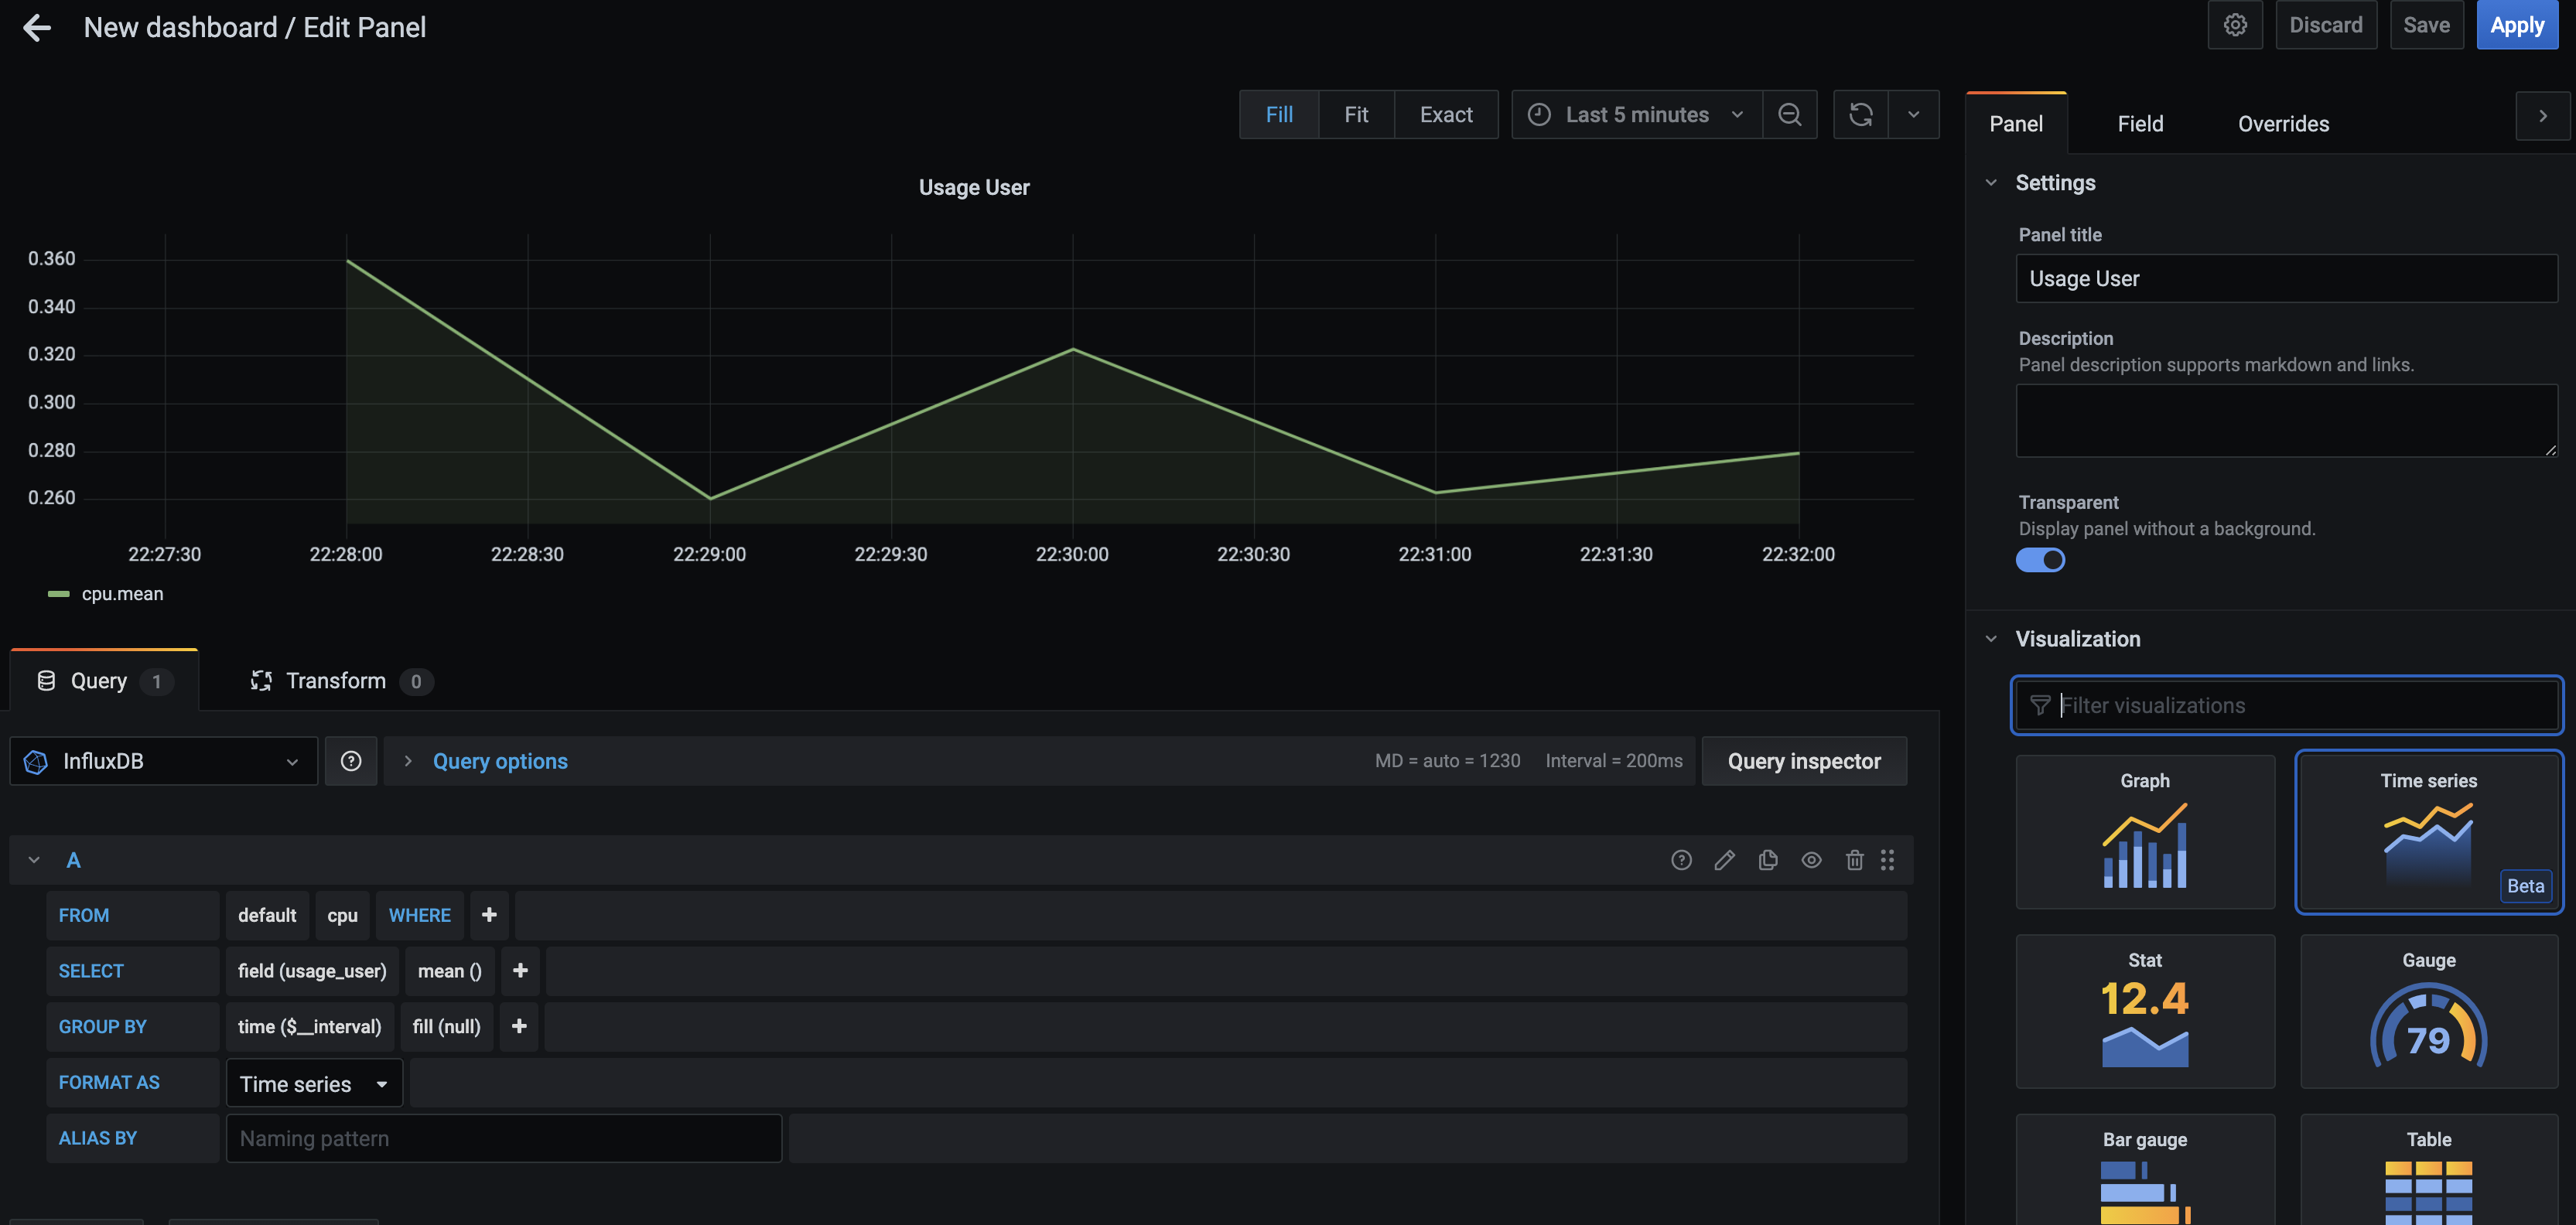 New dashboard / Edit Panel
Discard
Save
Apply
Fill
Fit
Exact
Last 5 minutes
Usage User
0.360
0.340
0.320
0.300
0.280
0.260
22:27:30
22:28:00
22:28:30
22:29:00
22:29:30
22:30:00
22:30:30
22:31:00
22:31:30
22:32:00
cpu.mean
Query 1
Transform 0
InfluxDB
Query options
MD = auto = 1230
Interval = 200ms
Query inspector
A
FROM default cpu WHERE +
SELECT field (usage_user) mean () +
GROUP BY time ($__interval) fill (null) +
FORMAT AS Time series
ALIAS BY Naming pattern
Panel
Field
Overrides
Settings
Panel title
Usage User
Description
Panel description supports markdown and links.
Transparent
Display panel without a background.
Visualization
Filter visualizations
Graph
Time series
Beta
Stat
12.4
Gauge
79
Bar gauge
Table